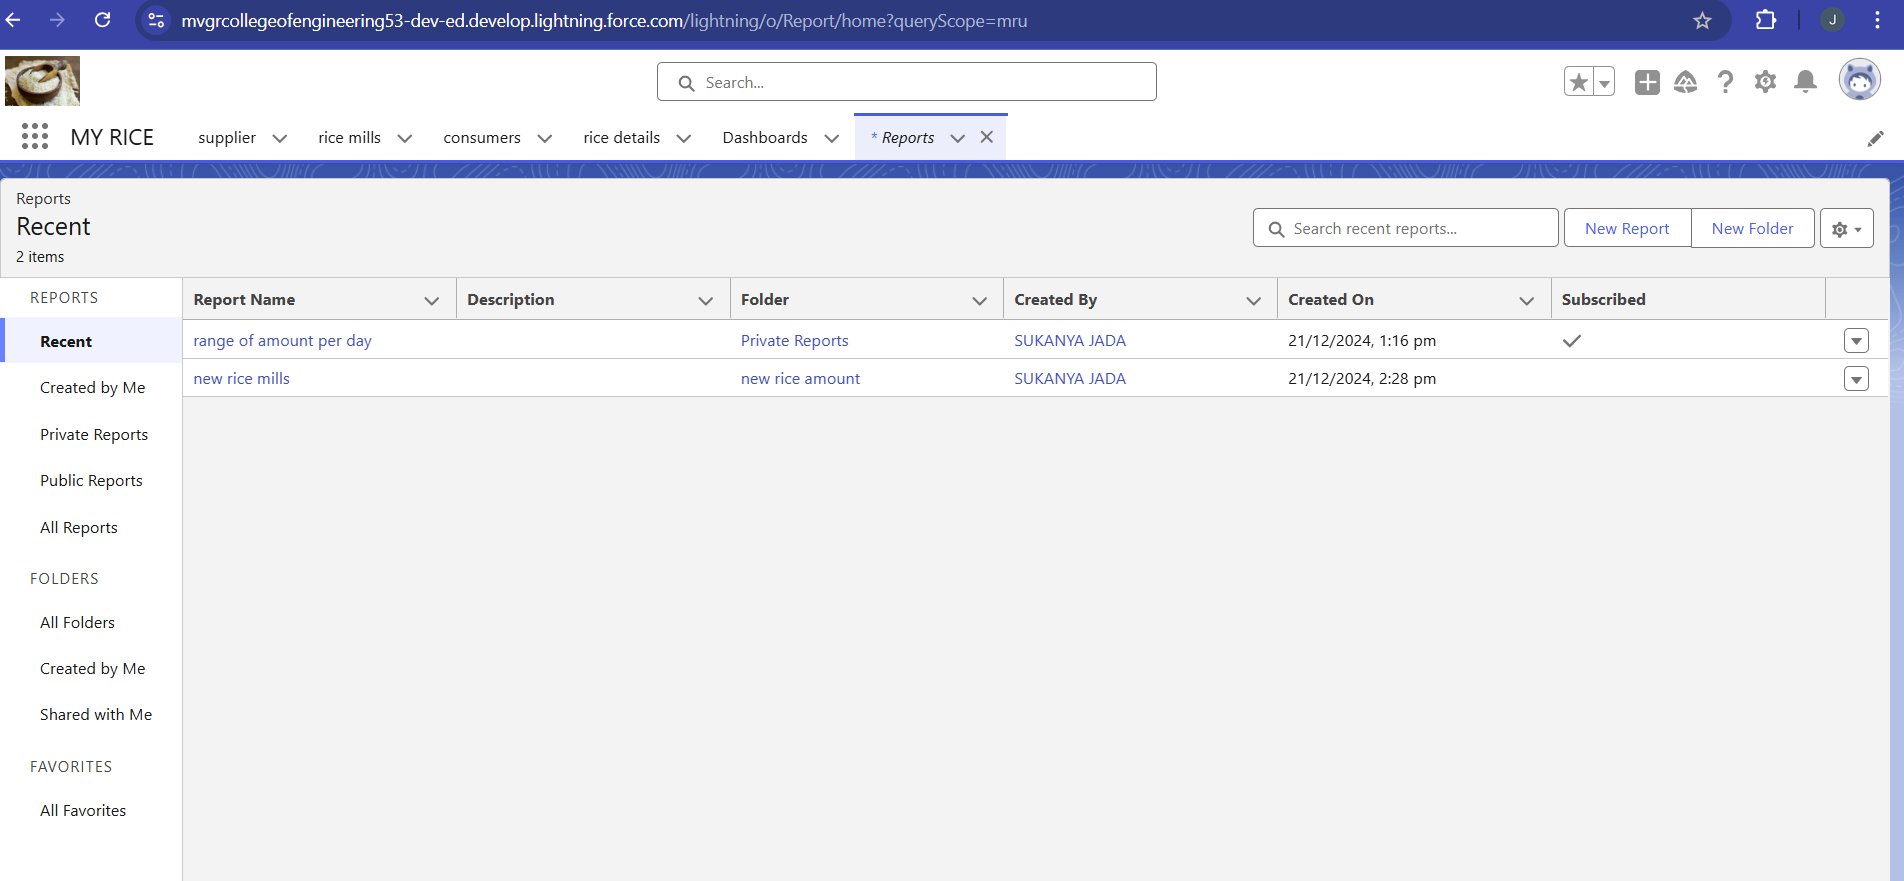 mvgrcollegeofengineering53-dev-ed.develop.lightning.force.com/lightning/o/Report/home?queryScope=mru
J
Search...
MY RICE
supplier
rice mills
consumers
rice details
Dashboards
* Reports
Reports
Recent
2 items
Search recent reports...
New Report
New Folder
REPORTS
Recent
Created by Me
Private Reports
Public Reports
All Reports
FOLDERS
All Folders
Created by Me
Shared with Me
FAVORITES
All Favorites
Report Name Description Folder Created By Created On Subscribed
range of amount per day Private Reports SUKANYA JADA 21/12/2024, 1:16 pm
new rice mills new rice amount SUKANYA JADA 21/12/2024, 2:28 pm